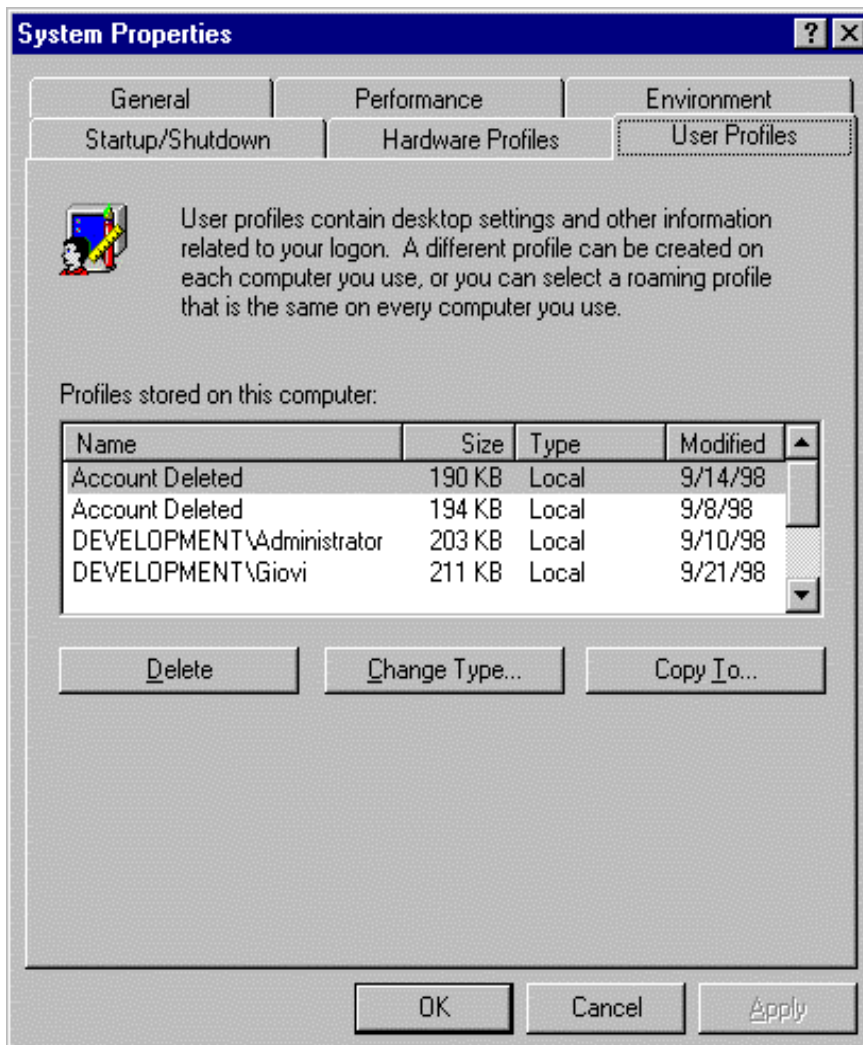 System Properties
General Performance Environment
Startup/Shutdown Hardware Profiles User Profiles
User profiles contain desktop settings and other information
related to your logon. A different profile can be created on
each computer you use, or you can select a roaming profile
that is the same on every computer you use.
Profiles stored on this computer:
Name Size Type Modified
Account Deleted 190 KB Local 9/14/98
Account Deleted 194 KB Local 9/8/98
DEVELOPMENT\Administrator 203 KB Local 9/10/98
DEVELOPMENT\Giovi 211 KB Local 9/21/98
Delete Change Type... Copy To...
OK Cancel Apply